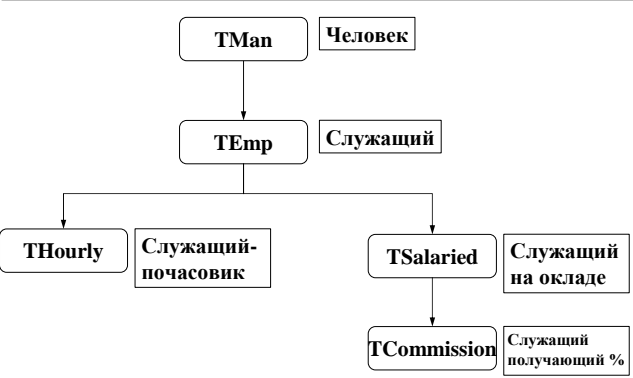 TMan
Человек
TEmp
Служащий
THourly
Служащий-
почасовик
TSalaried
Служащий
на окладе
TCommission
Служащий
получающий %